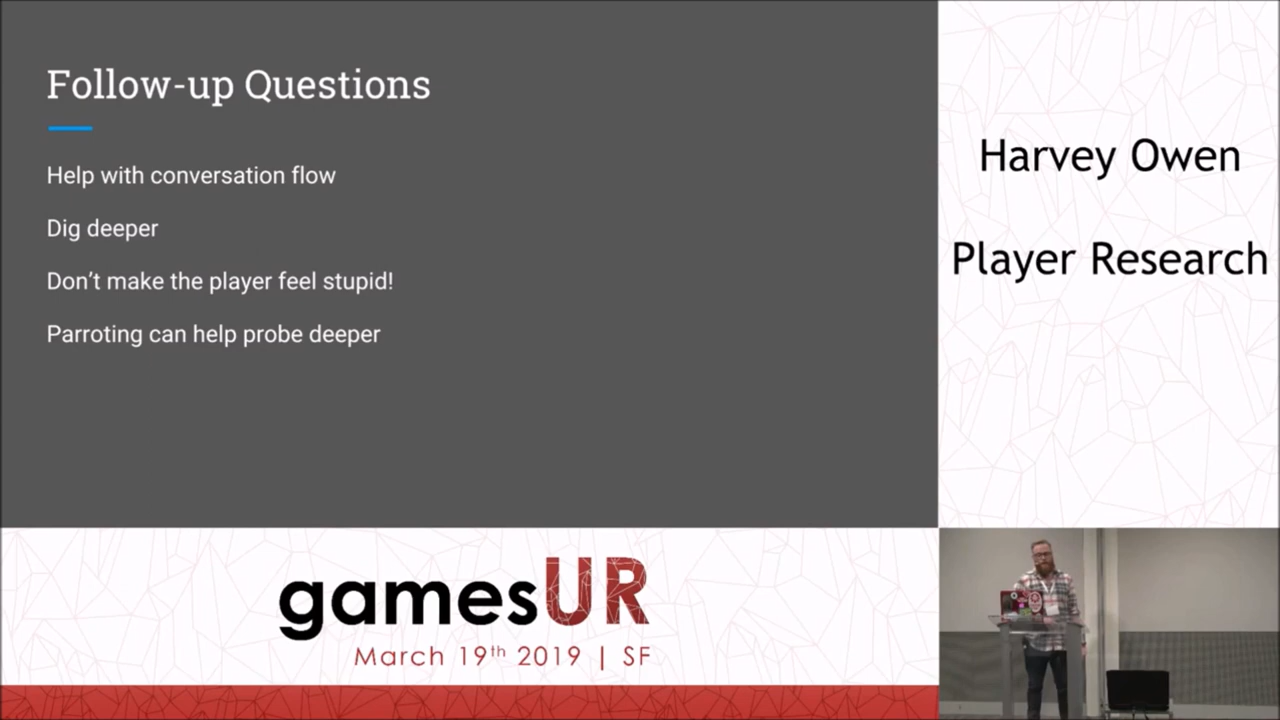 Follow-up Questions
Help with conversation flow
Dig deeper
Don't make the player feel stupid!
Parroting can help probe deeper
Harvey Owen
Player Research
gamesUR
March 19th 2019 | SF